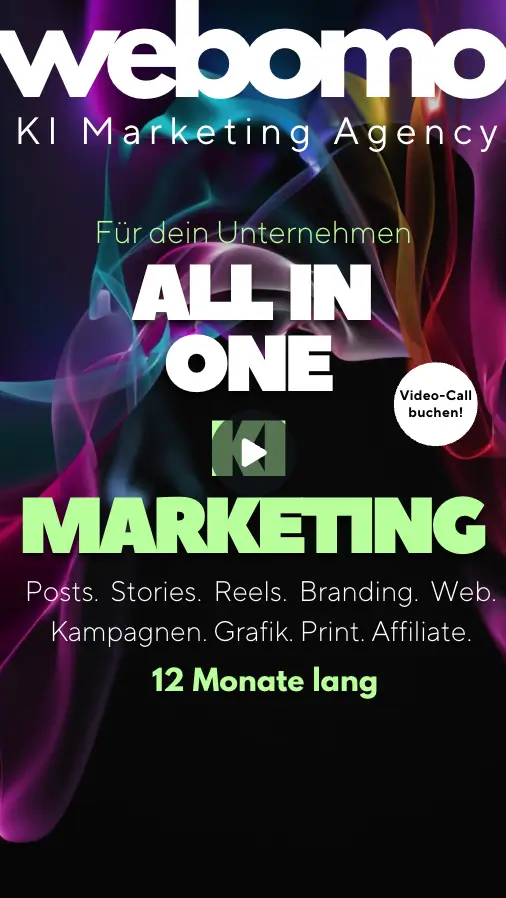 webomo
KI Marketing Agency
Für dein Unternehmen
ALL IN
ONE
Video-Call
buchen!
KI
MARKETING
Posts. Stories. Reels. Branding. Web.
Kampagnen. Grafik. Print. Affiliate.
12 Monate lang